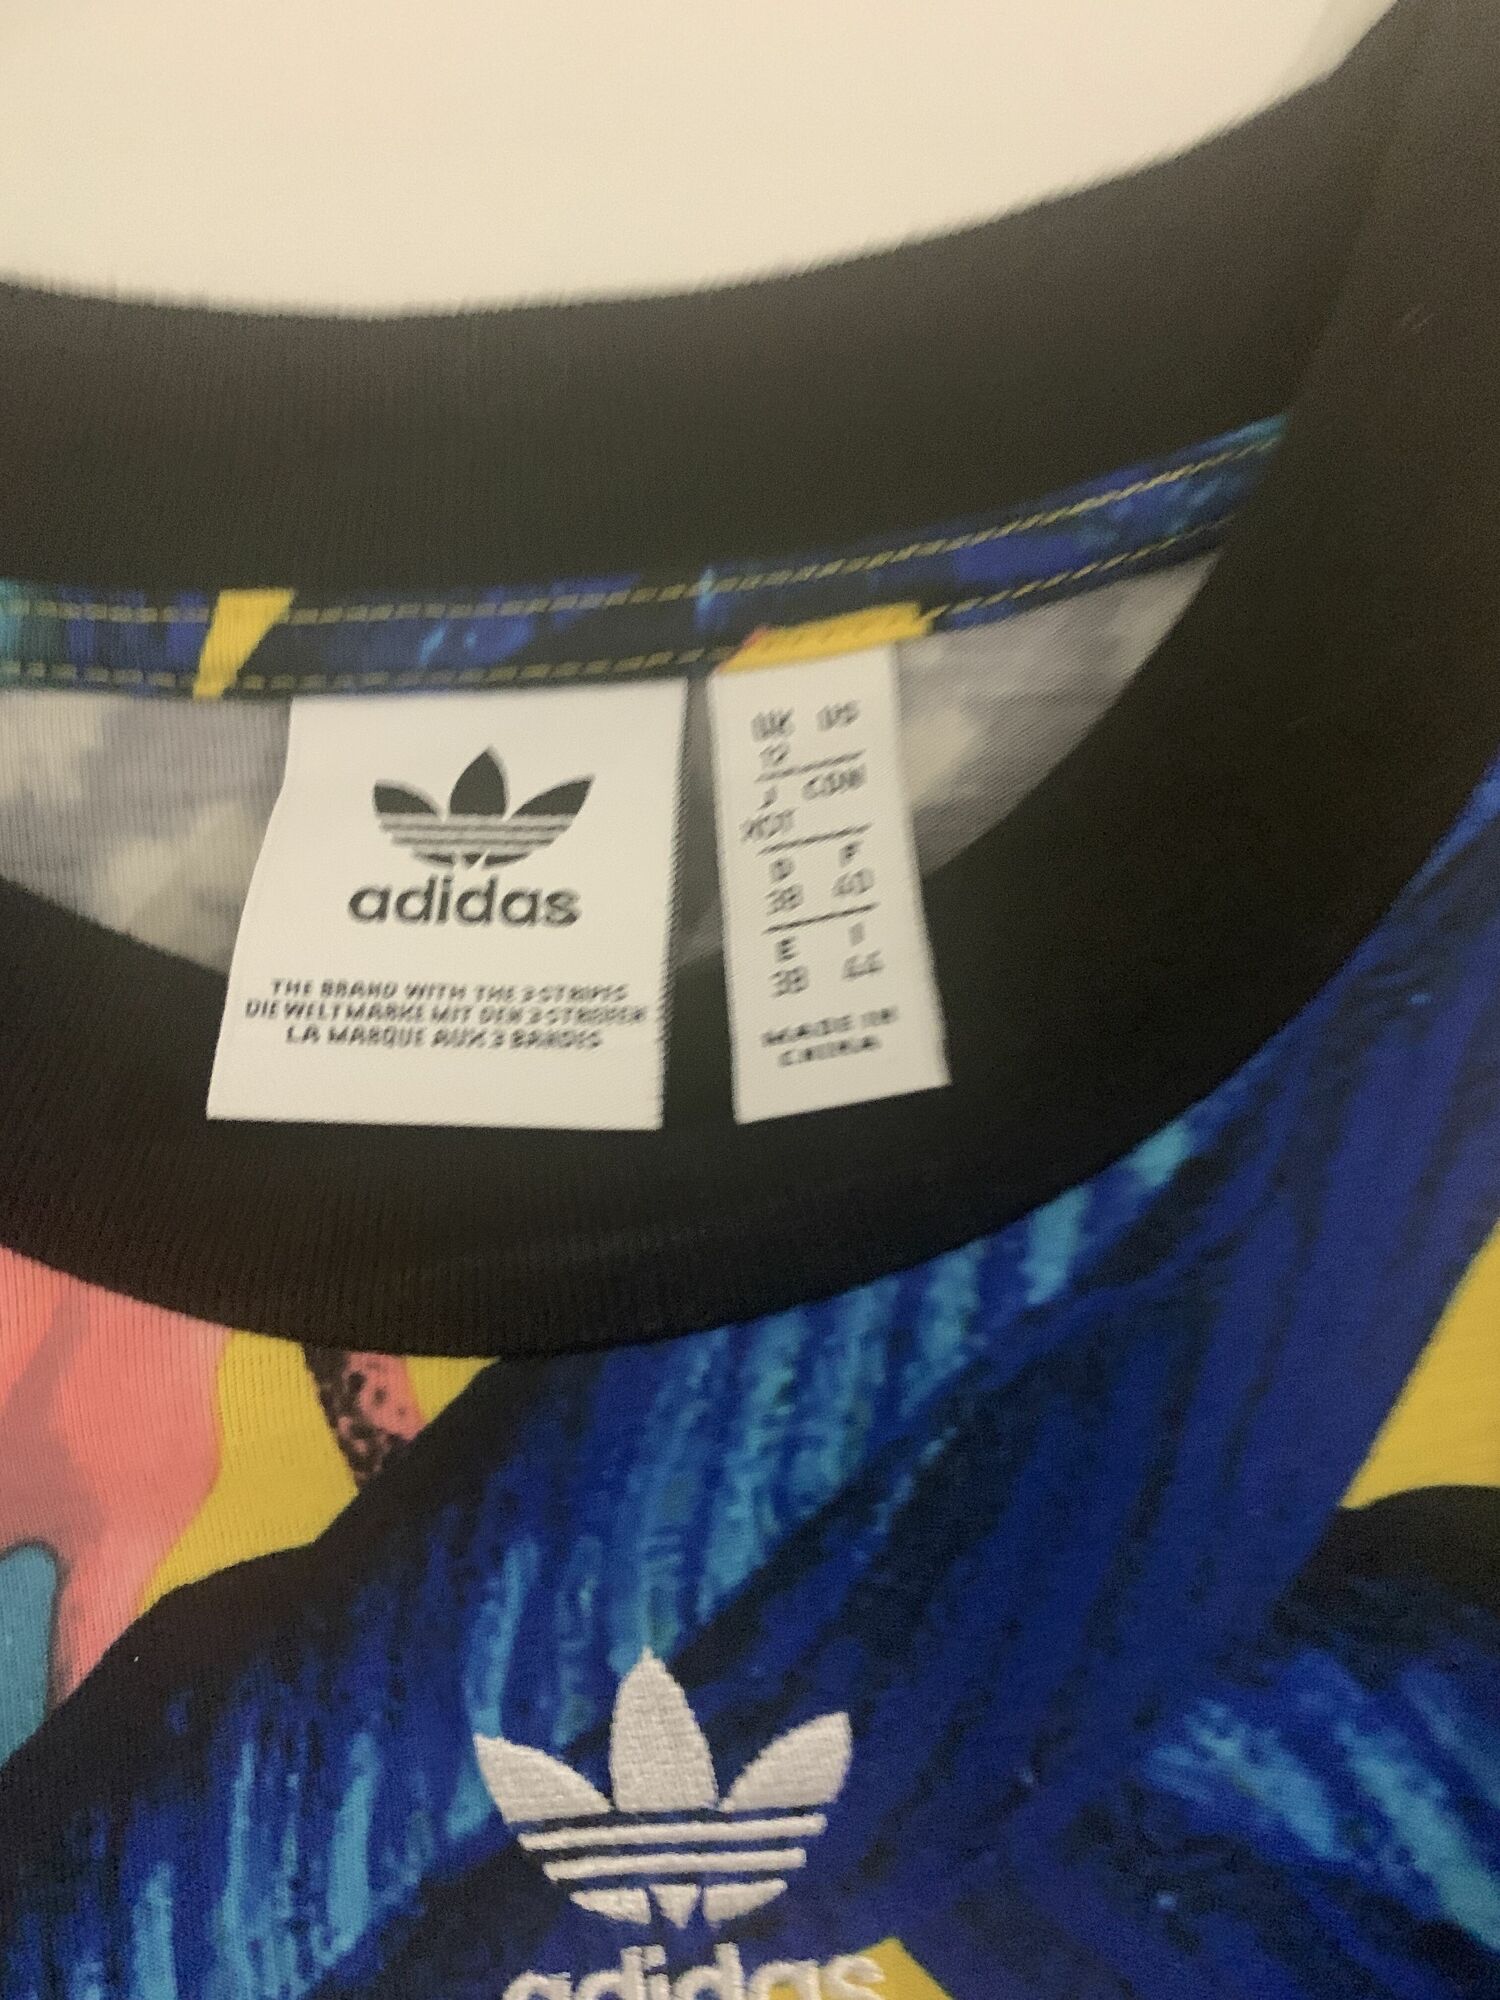 adidas
THE BRAND WITH THE 3 STRIPES
DIE WELTMARKE MIT DEN 3 STREIFEN
LA MARQUE AUX 3 BANDES
UK US
12
J
D F
38 40
E I
38 44
MADE IN
CHINA
adidas